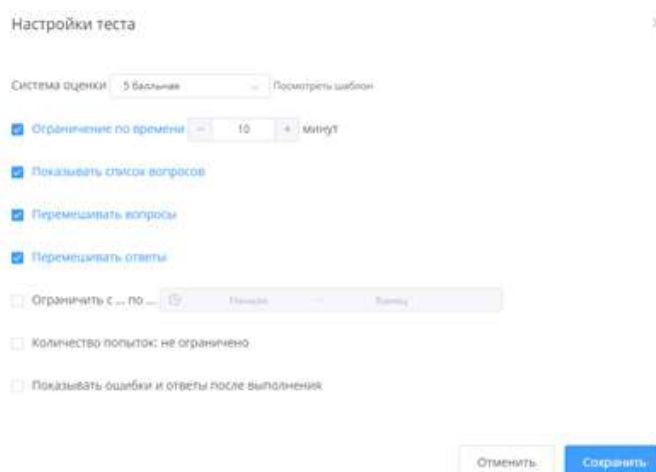 Настройки теста
Система оценки 5 балльная Посмотреть шаблон
Ограничение по времени − 10 + минут
Показывать список вопросов
Перемешивать вопросы
Перемешивать ответы
Ограничить с ... по ... Начало − Конец
Количество попыток: не ограничено
Показывать ошибки и ответы после выполнения
Отменить Сохранить